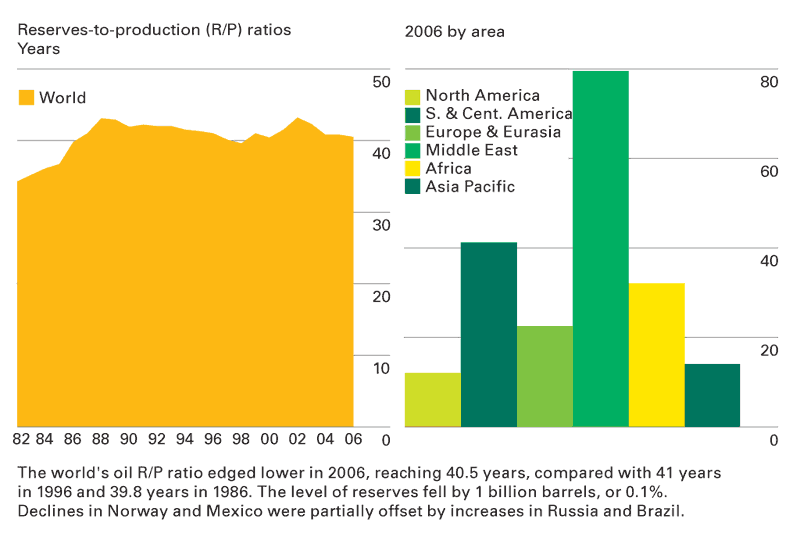 Reserves-to-production (R/P) ratios
Years
50
World
40
30
20
10
82 84 86 88 90 92 94 96 98 00 02 04 06 0
2006 by area
80
North America
S. & Cent. America
Europe & Eurasia
Middle East
60
Africa
Asia Pacific
40
20
0
The world's oil R/P ratio edged lower in 2006, reaching 40.5 years, compared with 41 years
in 1996 and 39.8 years in 1986. The level of reserves fell by 1 billion barrels, or 0.1%.
Declines in Norway and Mexico were partially offset by increases in Russia and Brazil.